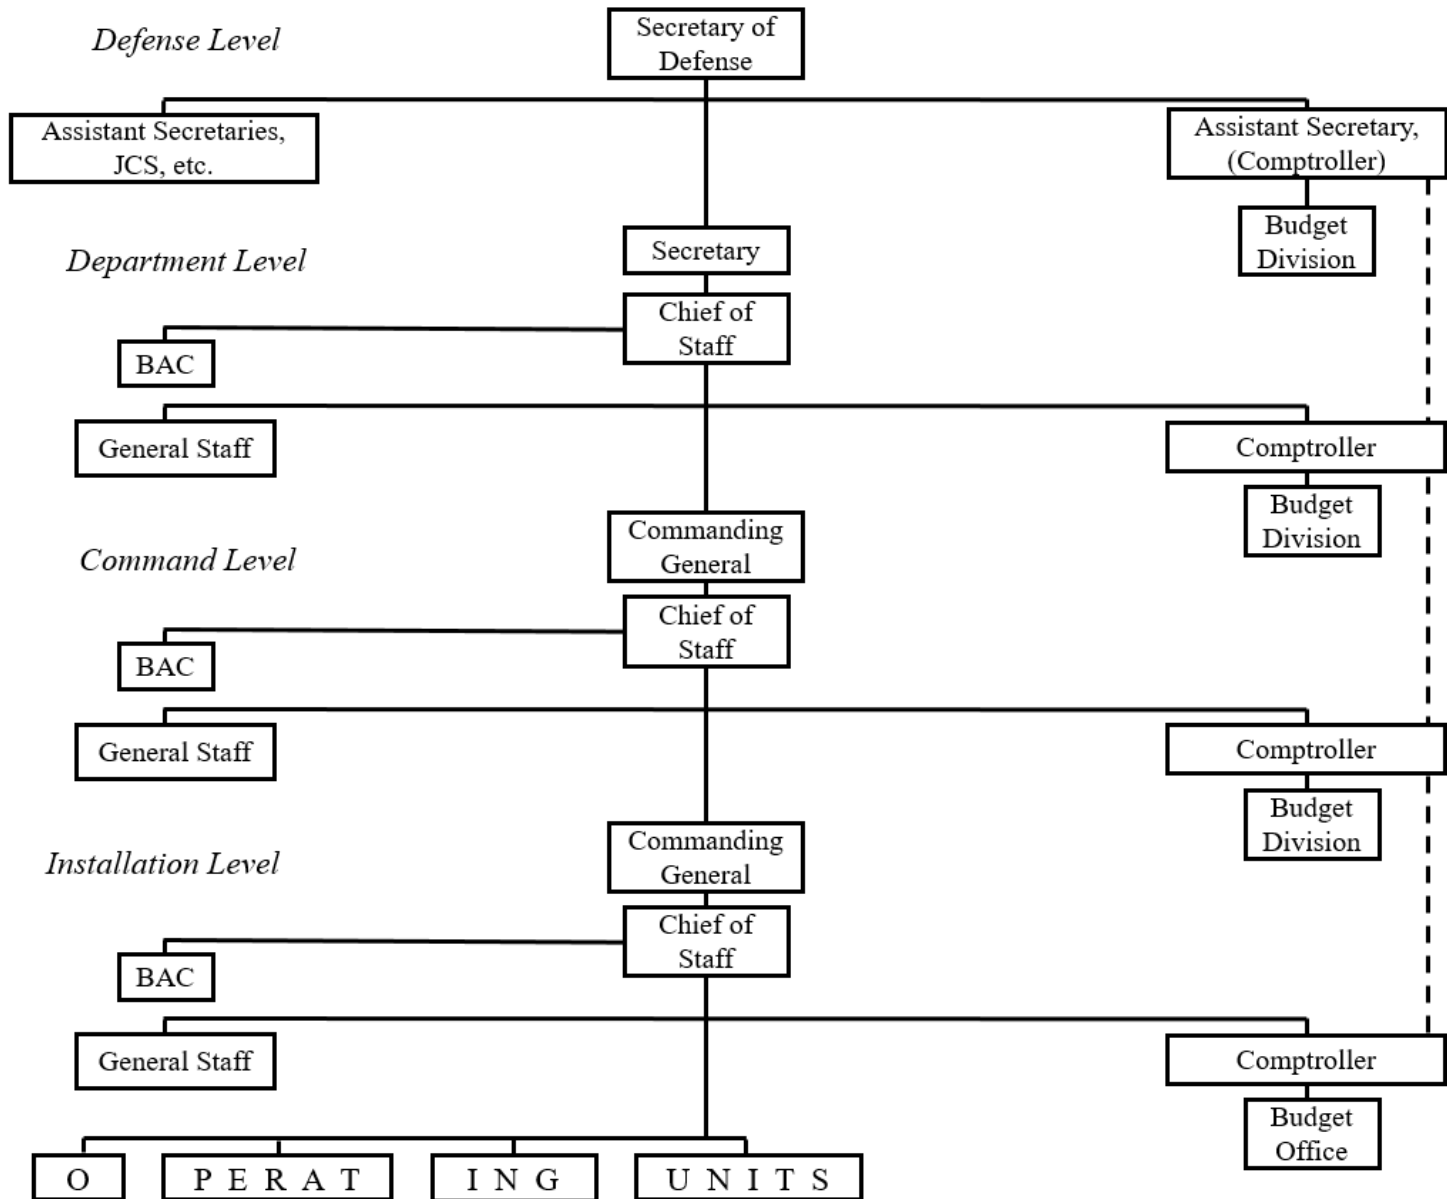 Defense Level
Secretary of
Defense
Assistant Secretaries,
JCS, etc.
Assistant Secretary,
(Comptroller)
Budget
Division
Department Level
Secretary
Chief of
Staff
BAC
General Staff
Comptroller
Budget
Division
Command Level
Commanding
General
Chief of
Staff
BAC
General Staff
Comptroller
Budget
Division
Installation Level
Commanding
General
Chief of
Staff
BAC
General Staff
Comptroller
Budget
Office
O P E R A T I N G U N I T S